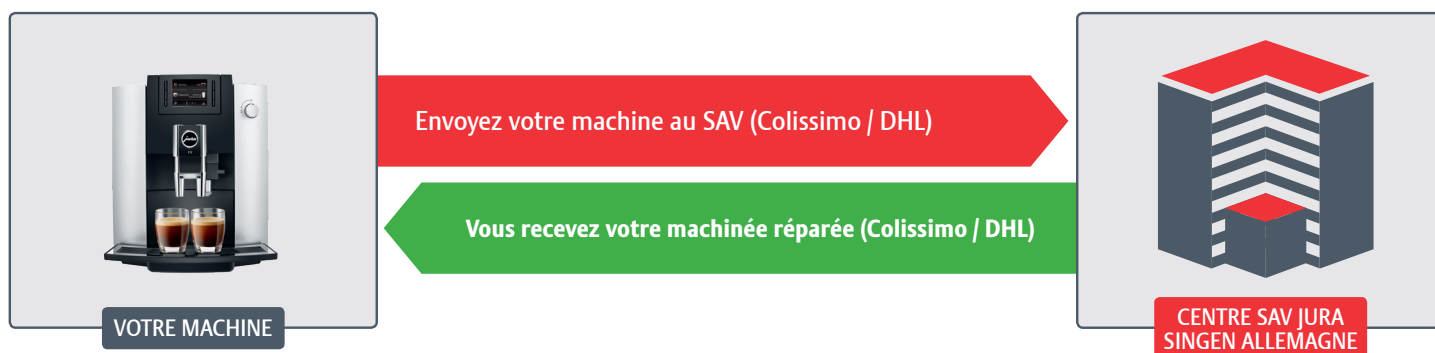 Envoyez votre machine au SAV (Colissimo / DHL)
Vous recevez votre machinée réparée (Colissimo / DHL)
VOTRE MACHINE
CENTRE SAV JURA
SINGEN ALLEMAGNE